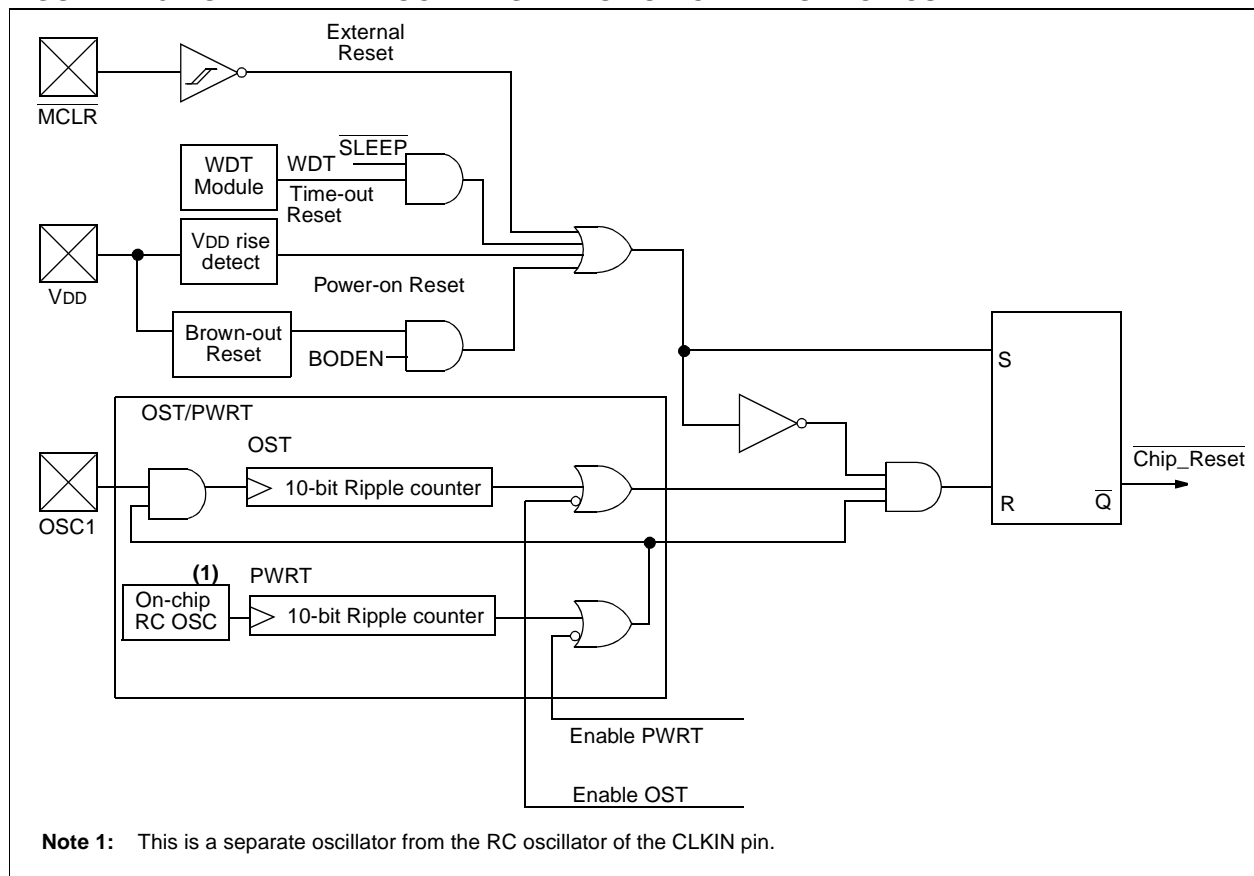 External
Reset
MCLR
SLEEP
WDT
Module
WDT
Time-out
Reset
VDD rise
detect
VDD
Power-on Reset
Brown-out
Reset
BODEN
S
OST/PWRT
OST
Chip_Reset
10-bit Ripple counter
OSC1
R
Q
(1)
PWRT
On-chip
RC OSC
10-bit Ripple counter
Enable PWRT
Enable OST
Note 1: This is a separate oscillator from the RC oscillator of the CLKIN pin.